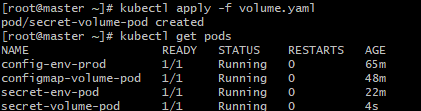 [root@master ~]# kubectl apply -f volume.yaml
pod/secret-volume-pod created
[root@master ~]# kubectl get pods
NAME READY STATUS RESTARTS AGE
config-env-prod 1/1 Running 0 65m
configmap-volume-pod 1/1 Running 0 48m
secret-env-pod 1/1 Running 0 22m
secret-volume-pod 1/1 Running 0 4s